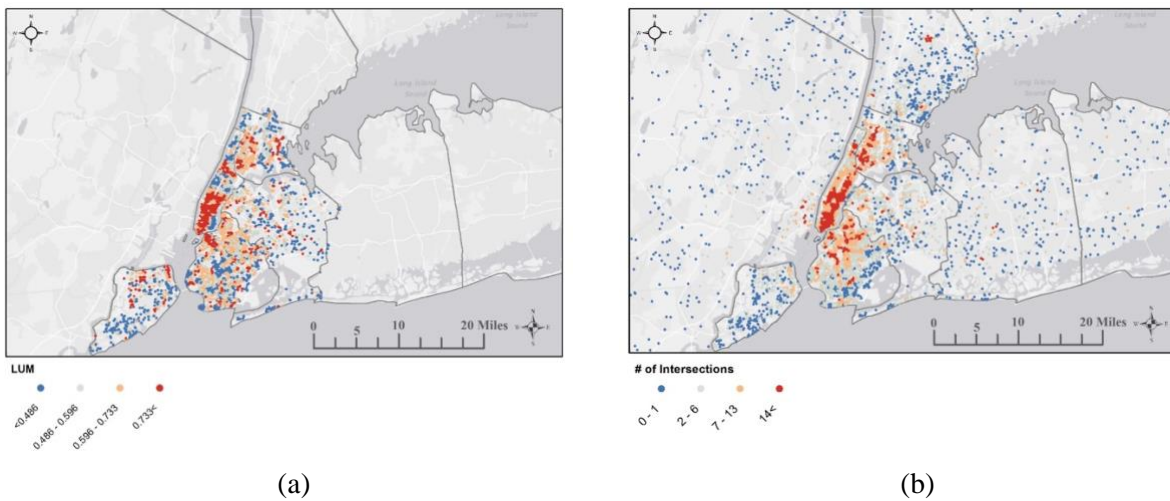 Long Island
Sound
N
W E
S
Long Island
Sound
N
W E
S
0 5 10 20 Miles
LUM
<0.486
0.486 - 0.596
0.596 - 0.733
0.733<
(a)
Long Island
Sound
N
W E
S
Long Island
Sound
N
W E
S
0 5 10 20 Miles
# of Intersections
0 - 1
2 - 6
7 - 13
14<
(b)